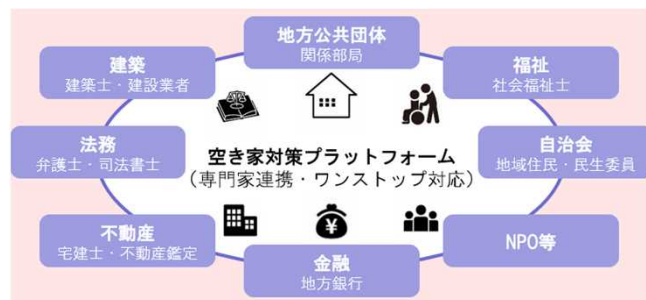 地方公共団体
関係部局
建築
建築士・建設業者
福祉
社会福祉士
法務
弁護士・司法書士
空き家対策プラットフォーム
（専門家連携・ワンストップ対応）
自治会
地域住民・民生委員
不動産
宅建士・不動産鑑定
¥
金融
地方銀行
NPO等